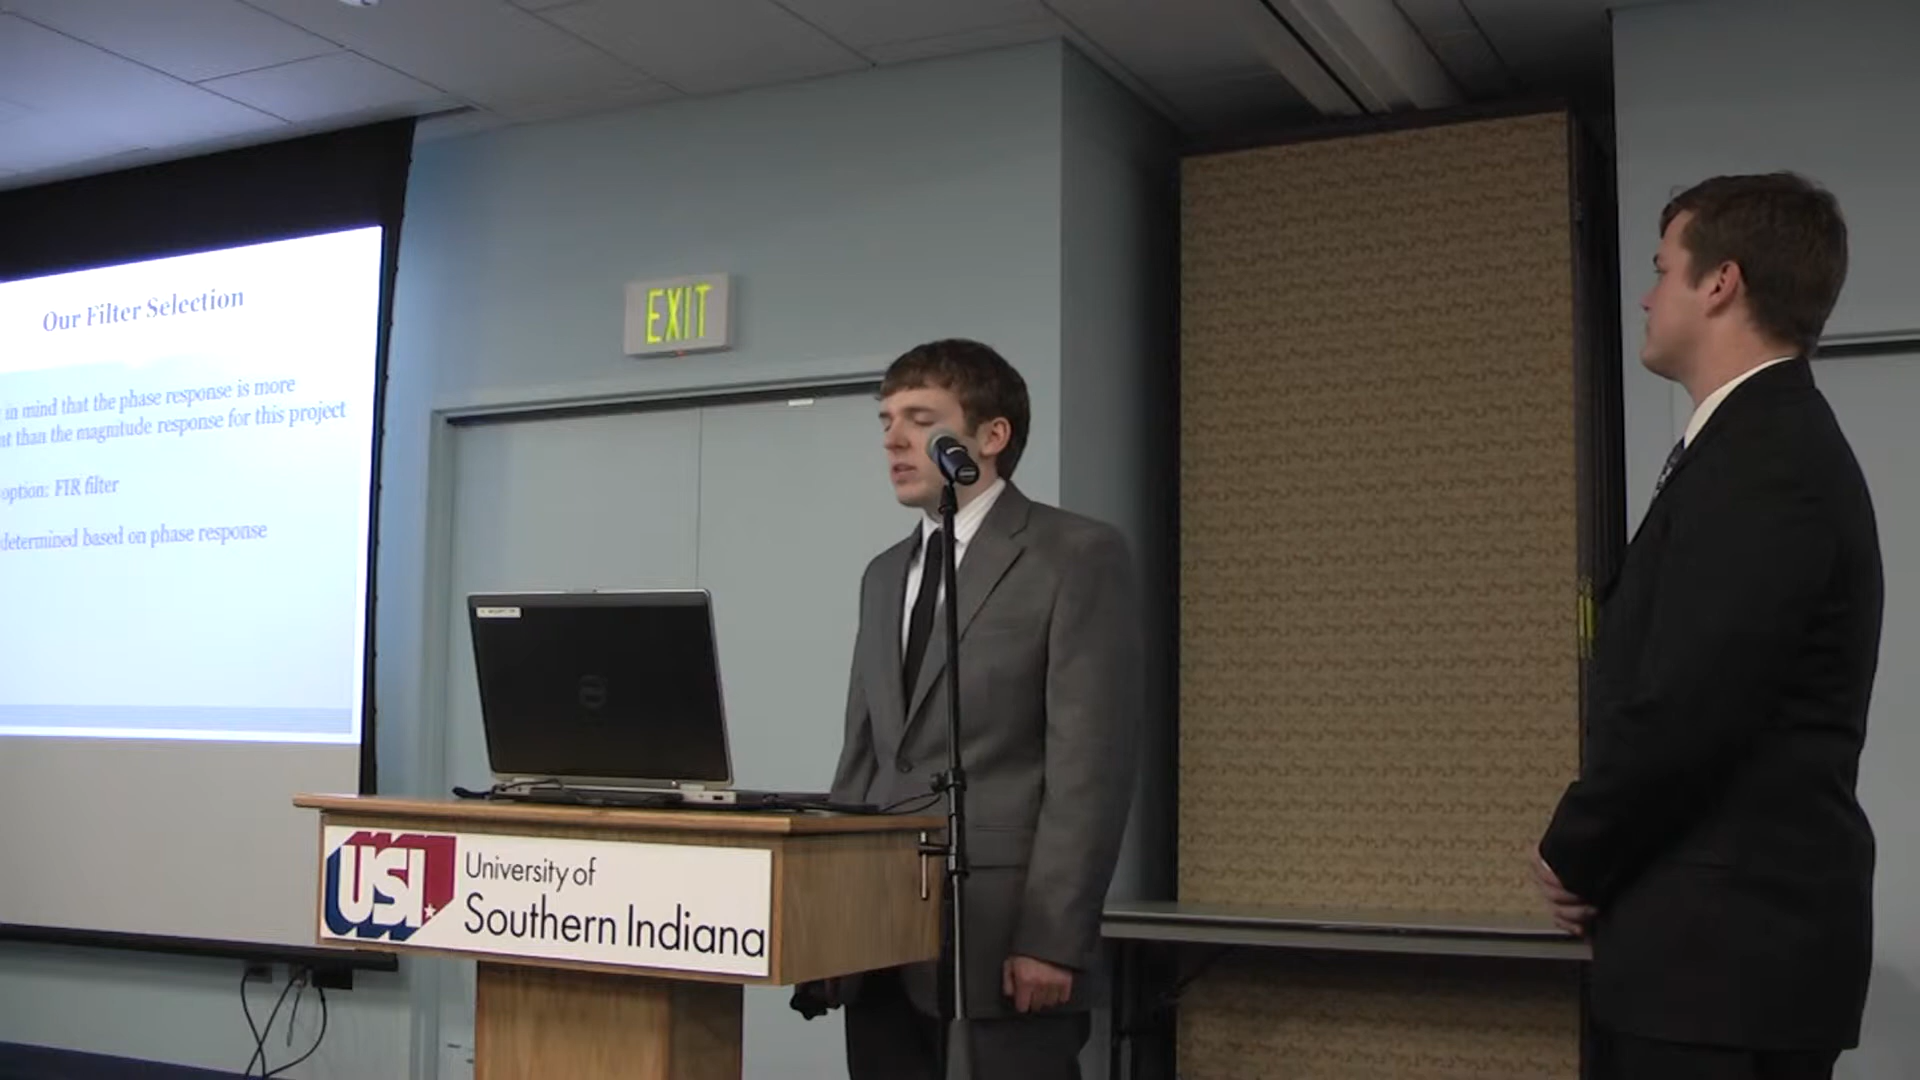 Our Filter Selection
in mind that the phase response is more
than the magnitude response for this project
option: FIR filter
determined based on phase response
EXIT
USI
University of
Southern Indiana